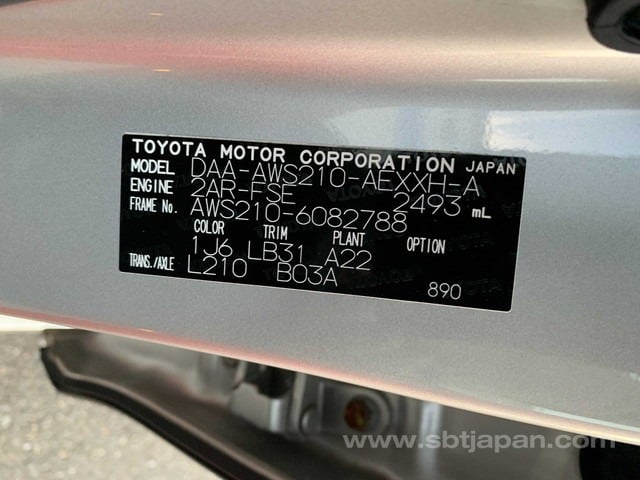 TOYOTA MOTOR CORPORATION JAPAN
MODEL DAA-AWS210-AEXXH-A
ENGINE 2AR-FSE 2493 mL
FRAME No. AWS210-6082788
COLOR TRIM PLANT OPTION
1J6 LB31 A22
TRANS./AXLE L210 B03A
890
www.sbtjapan.com